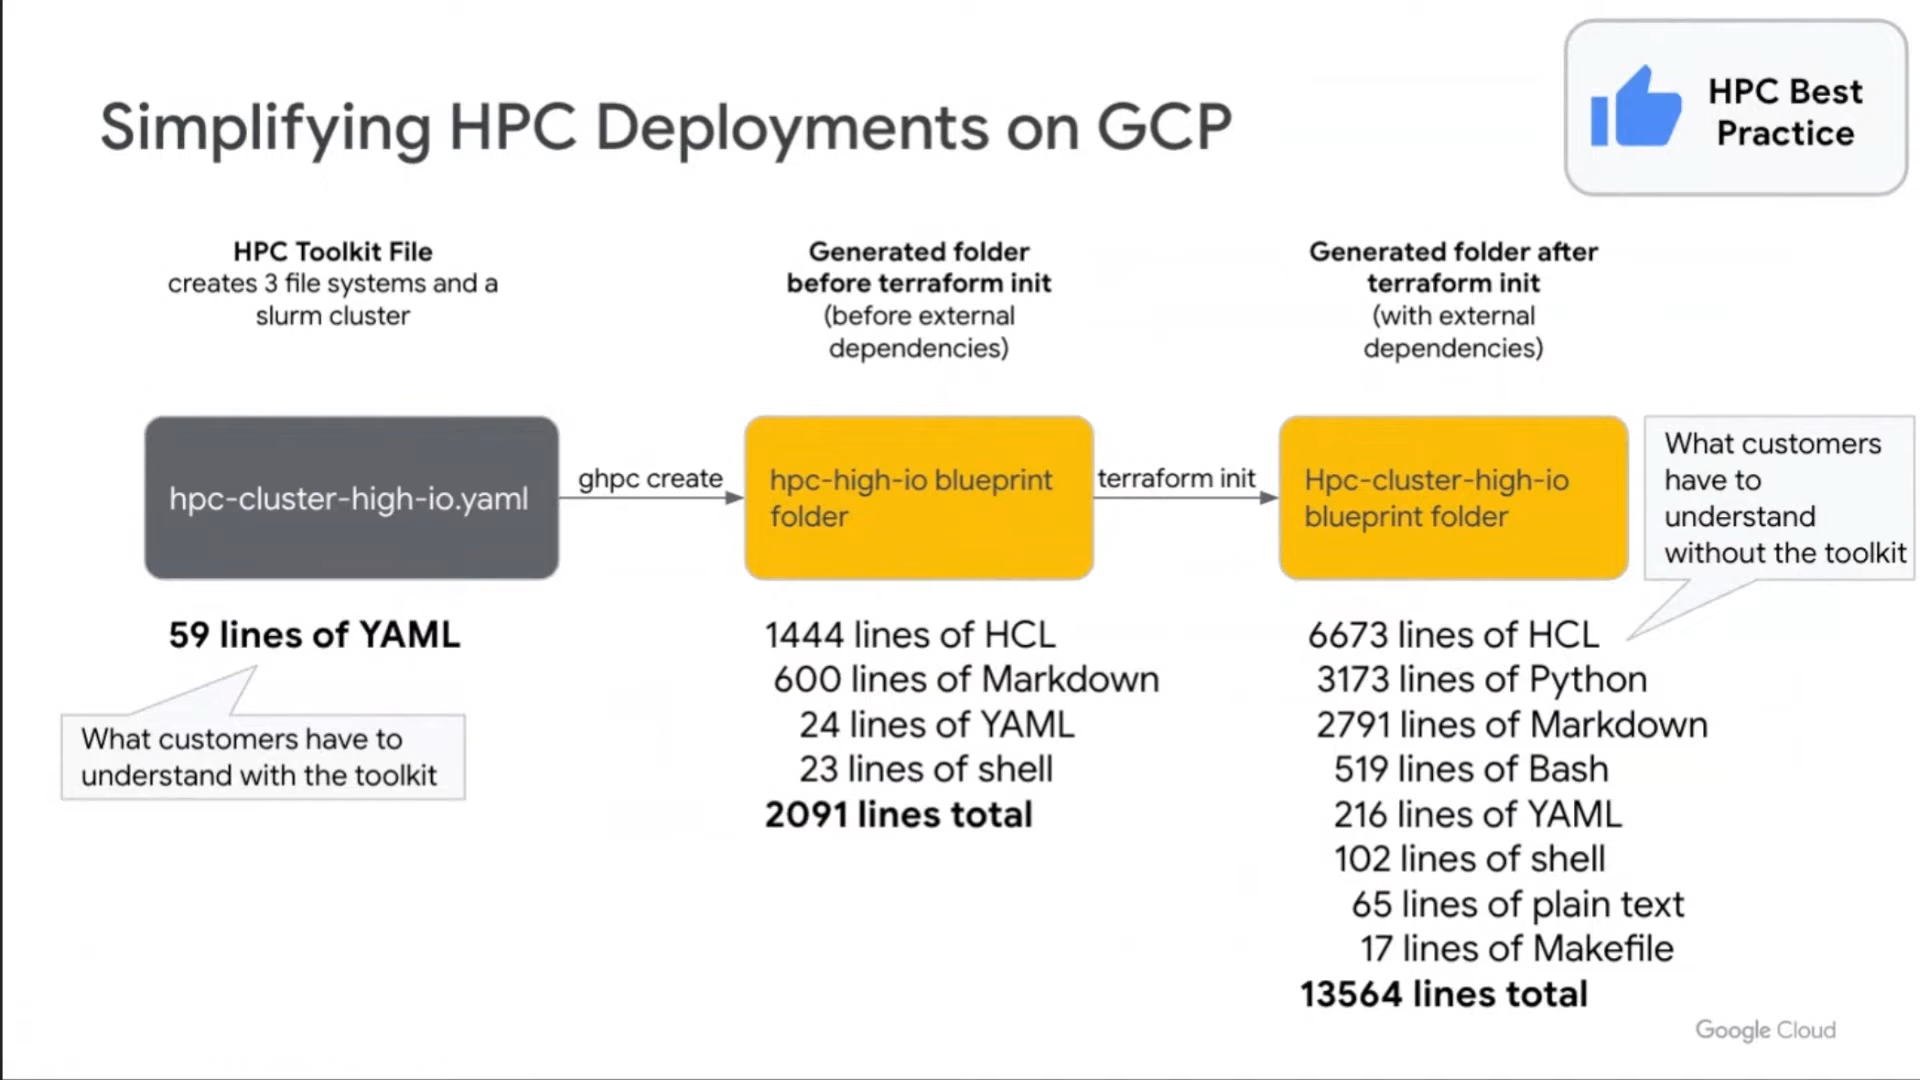 Simplifying HPC Deployments on GCP
HPC Best
Practice
HPC Toolkit File
creates 3 file systems and a
slurm cluster
Generated folder
before terraform init
(before external
dependencies)
Generated folder after
terraform init
(with external
dependencies)
hpc-cluster-high-io.yaml
ghpc create
hpc-high-io blueprint
folder
terraform init
Hpc-cluster-high-io
blueprint folder
What customers
have to
understand
without the toolkit
59 lines of YAML
What customers have to
understand with the toolkit
1444 lines of HCL
600 lines of Markdown
24 lines of YAML
23 lines of shell
2091 lines total
6673 lines of HCL
3173 lines of Python
2791 lines of Markdown
519 lines of Bash
216 lines of YAML
102 lines of shell
65 lines of plain text
17 lines of Makefile
13564 lines total
Google Cloud